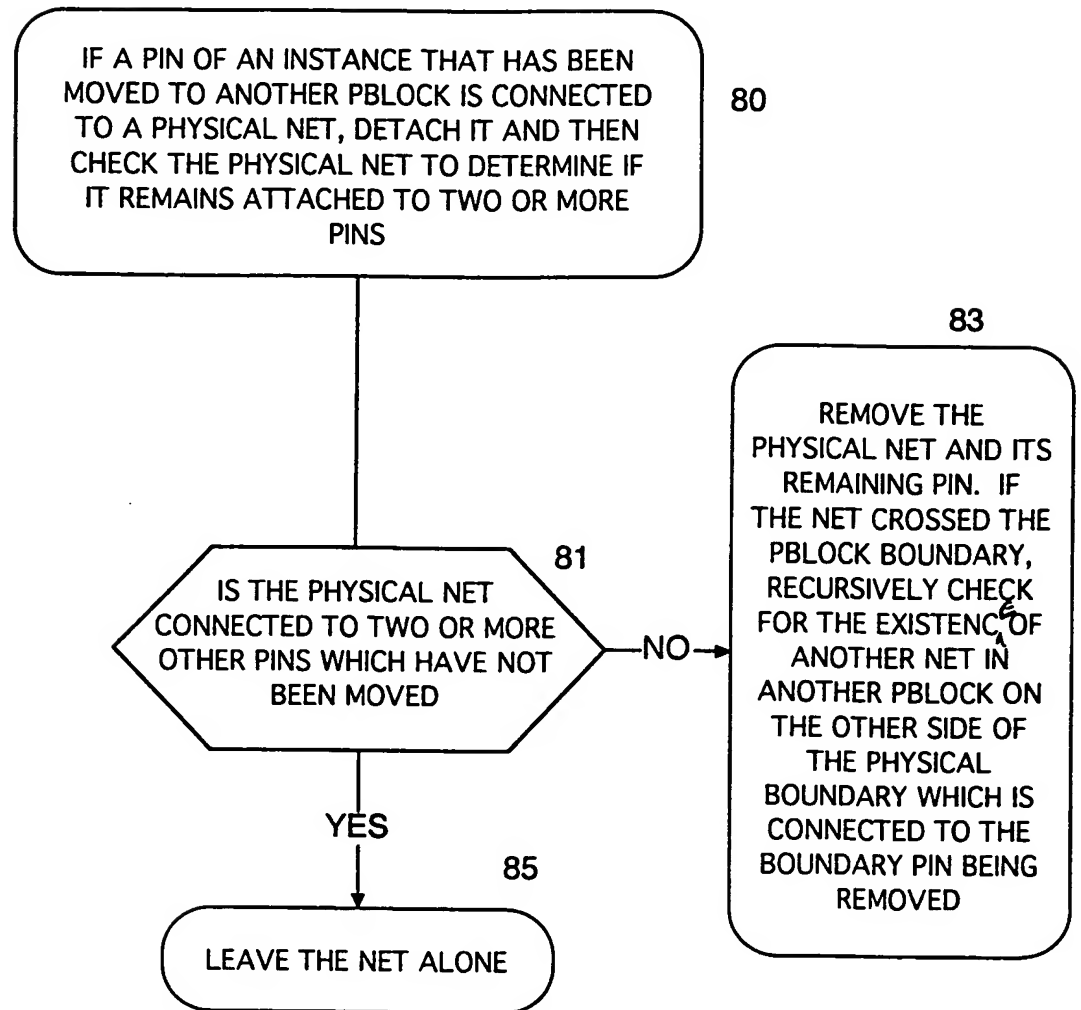 IF A PIN OF AN INSTANCE THAT HAS BEEN
MOVED TO ANOTHER PBLOCK IS CONNECTED
TO A PHYSICAL NET, DETACH IT AND THEN
CHECK THE PHYSICAL NET TO DETERMINE IF
IT REMAINS ATTACHED TO TWO OR MORE
PINS
80
81
IS THE PHYSICAL NET
CONNECTED TO TWO OR MORE
OTHER PINS WHICH HAVE NOT
BEEN MOVED
NO
83
REMOVE THE
PHYSICAL NET AND ITS
REMAINING PIN. IF
THE NET CROSSED THE
PBLOCK BOUNDARY,
RECURSIVELY CHECK
FOR THE EXISTENCE OF
ANOTHER NET IN
ANOTHER PBLOCK ON
THE OTHER SIDE OF
THE PHYSICAL
BOUNDARY WHICH IS
CONNECTED TO THE
BOUNDARY PIN BEING
REMOVED
YES
85
LEAVE THE NET ALONE